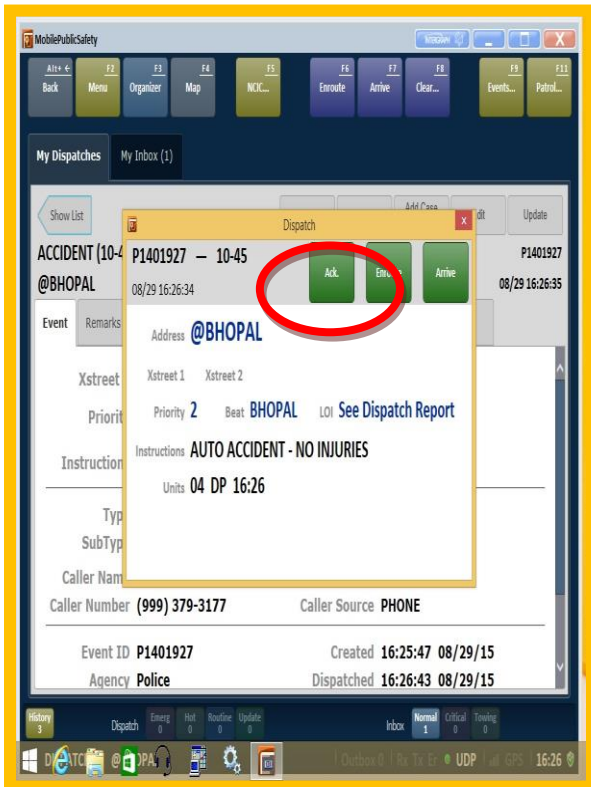 MobilePublicSafety INTERGRAPH
Alt+ ← F2 F3 F4 F5 F6 F7 F8 F9 F11
Back Menu Organizer Map NCIC... Enroute Arrive Clear... Events... Patrol...
My Dispatches My Inbox (1)
Show List Add Case Update
ACCIDENT (10-4 P1401927
@BHOPAL 08/29 16:26:35
Event Remarks
Dispatch x
P1401927 — 10-45 Ack. Enroute Arrive
08/29 16:26:34
Address @BHOPAL
Xstreet 1 Xstreet 2
Priority 2 Beat BHOPAL LOI See Dispatch Report
Instructions AUTO ACCIDENT - NO INJURIES
Units 04 DP 16:26
Xstreet
Priorit
Instruction
Typ
SubTyp
Caller Nam
Caller Number (999) 379-3177 Caller Source PHONE
Event ID P1401927 Created 16:25:47 08/29/15
Agency Police Dispatched 16:26:43 08/29/15
History 3 Dispatch Emerg 0 Hot 0 Routine 0 Update 0 Inbox Normal 1 Critical 0 Towing 0
Outbox 0 Rx Tx Er UDP GPS 16:26